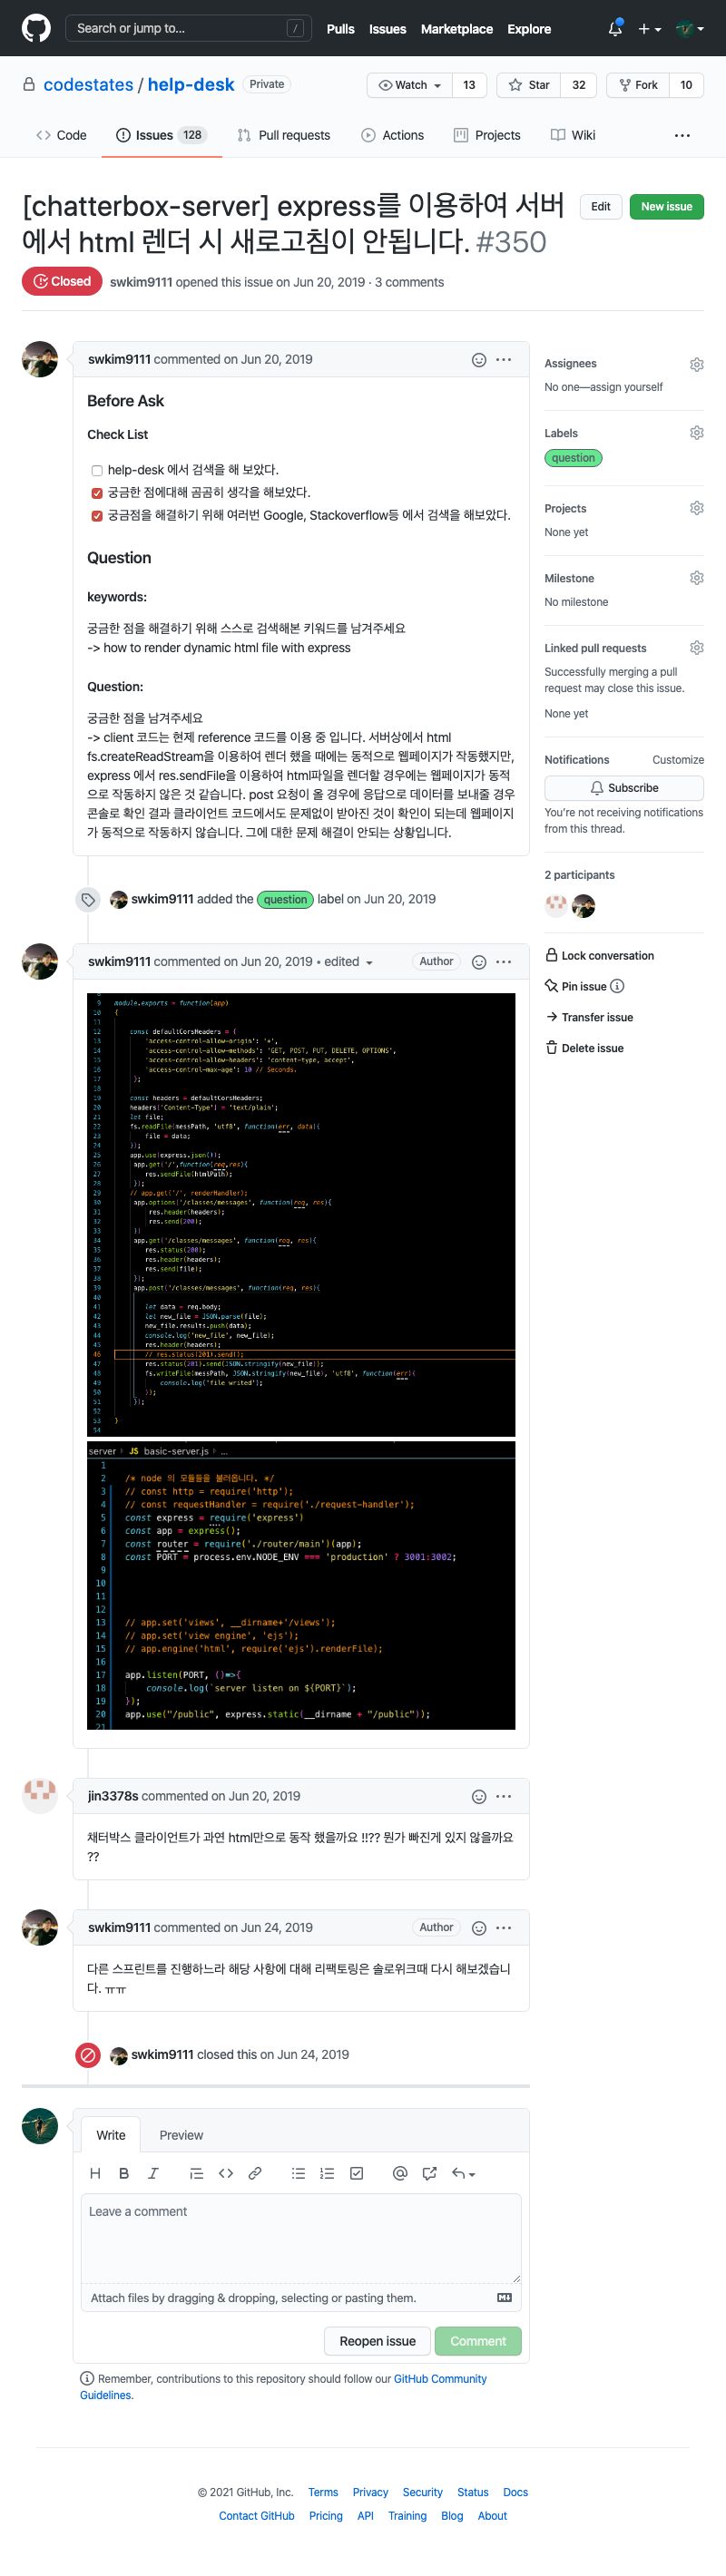 Search or jump to... /
Pulls Issues Marketplace Explore
codestates / help-desk Private
Watch 13 Star 32 Fork 10
Code Issues 128 Pull requests Actions Projects Wiki
[chatterbox-server] express를 이용하여 서버
에서 html 렌더 시 새로고침이 안됩니다. #350
Edit New issue
Closed swkim9111 opened this issue on Jun 20, 2019 · 3 comments
swkim9111 commented on Jun 20, 2019
Before Ask
Check List
help-desk 에서 검색을 해 보았다.
궁금한 점에대해 곰곰히 생각을 해보았다.
궁금점을 해결하기 위해 여러번 Google, Stackoverflow등 에서 검색을 해보았다.
Question
keywords:
궁금한 점을 해결하기 위해 스스로 검색해본 키워드를 남겨주세요
-> how to render dynamic html file with express
Question:
궁금한 점을 남겨주세요
-> client 코드는 현제 reference 코드를 이용 중 입니다. 서버상에서 html
fs.createReadStream을 이용하여 렌더 했을 때에는 동적으로 웹페이지가 작동했지만,
express 에서 res.sendFile을 이용하여 html파일을 렌더할 경우에는 웹페이지가 동적
으로 작동하지 않은 것 같습니다. post 요청이 올 경우에 응답으로 데이터를 보내줄 경우
콘솔로 확인 결과 클라이언트 코드에서도 문제없이 받아진 것이 확인이 되는데 웹페이지
가 동적으로 작동하지 않습니다. 그에 대한 문제 해결이 안되는 상황입니다.
Assignees
No one—assign yourself
Labels
question
Projects
None yet
Milestone
No milestone
Linked pull requests
Successfully merging a pull
request may close this issue.
None yet
Notifications Customize
Subscribe
You're not receiving notifications
from this thread.
2 participants
Lock conversation
Pin issue
Transfer issue
Delete issue
swkim9111 added the question label on Jun 20, 2019
swkim9111 commented on Jun 20, 2019 • edited Author
8
9 module.exports = function(app)
10 {
11
12 const defaultCorsHeaders = {
13 'access-control-allow-origin': '*',
14 'access-control-allow-methods': 'GET, POST, PUT, DELETE, OPTIONS',
15 'access-control-allow-headers': 'content-type, accept',
16 'access-control-max-age': 10 // Seconds.
17 };
18
19 const headers = defaultCorsHeaders;
20 headers['Content-Type'] = 'text/plain';
21 let file;
22 fs.readFile(messPath, 'utf8', function(err, data){
23 file = data;
24 });
25 app.use(express.json());
26 app.get('/',function(req,res){
27 res.sendFile(htmlPath);
28 });
29 // app.get('/', renderHandler);
30 app.options('/classes/messages', function(req, res){
31 res.header(headers);
32 res.send(200);
33 })
34 app.get('/classes/messages', function(req, res){
35 res.status(200);
36 res.header(headers);
37 res.send(file);
38 });
39 app.post('/classes/messages', function(req, res){
40
41 let data = req.body;
42 let new_file = JSON.parse(file);
43 new_file.results.push(data);
44 console.log('new_file', new_file);
45 res.header(headers);
46 // res.status(201).send();
47 res.status(201).send(JSON.stringify(new_file));
48 fs.writeFile(messPath, JSON.stringify(new_file), 'utf8', function(err){
49 console.log('file writed');
50 });
51 });
52
53 }
54
server › JS basic-server.js › ...
1
2 /* node 의 모듈들을 불러옵니다. */
3 // const http = require('http');
4 // const requestHandler = require('./request-handler');
5 const express = require('express')
6 const app = express();
7 const router = require('./router/main')(app);
8 const PORT = process.env.NODE_ENV === 'production' ? 3001:3002;
9
10
11
12
13 // app.set('views', __dirname+'/views');
14 // app.set('view engine', 'ejs');
15 // app.engine('html', require('ejs').renderFile);
16
17 app.listen(PORT, ()=>{
18 console.log(`server listen on ${PORT}`);
19 });
20 app.use("/public", express.static(__dirname + "/public"));
21
jin3378s commented on Jun 20, 2019
채터박스 클라이언트가 과연 html만으로 동작 했을까요 !!?? 뭔가 빠진게 있지 않을까요
??
swkim9111 commented on Jun 24, 2019 Author
다른 스프린트를 진행하느라 해당 사항에 대해 리팩토링은 솔로위크때 다시 해보겠습니
다. ㅠㅠ
swkim9111 closed this on Jun 24, 2019
Write Preview
Leave a comment
Attach files by dragging & dropping, selecting or pasting them.
Reopen issue Comment
Remember, contributions to this repository should follow our GitHub Community
Guidelines.
© 2021 GitHub, Inc. Terms Privacy Security Status Docs
Contact GitHub Pricing API Training Blog About